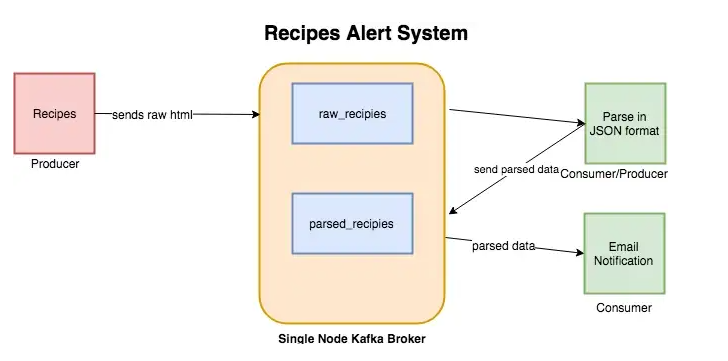 Recipes Alert System
Recipes
Producer
sends raw html
raw_recipies
parsed_recipies
Single Node Kafka Broker
Parse in
JSON format
Consumer/Producer
send parsed data
parsed data
Email
Notification
Consumer